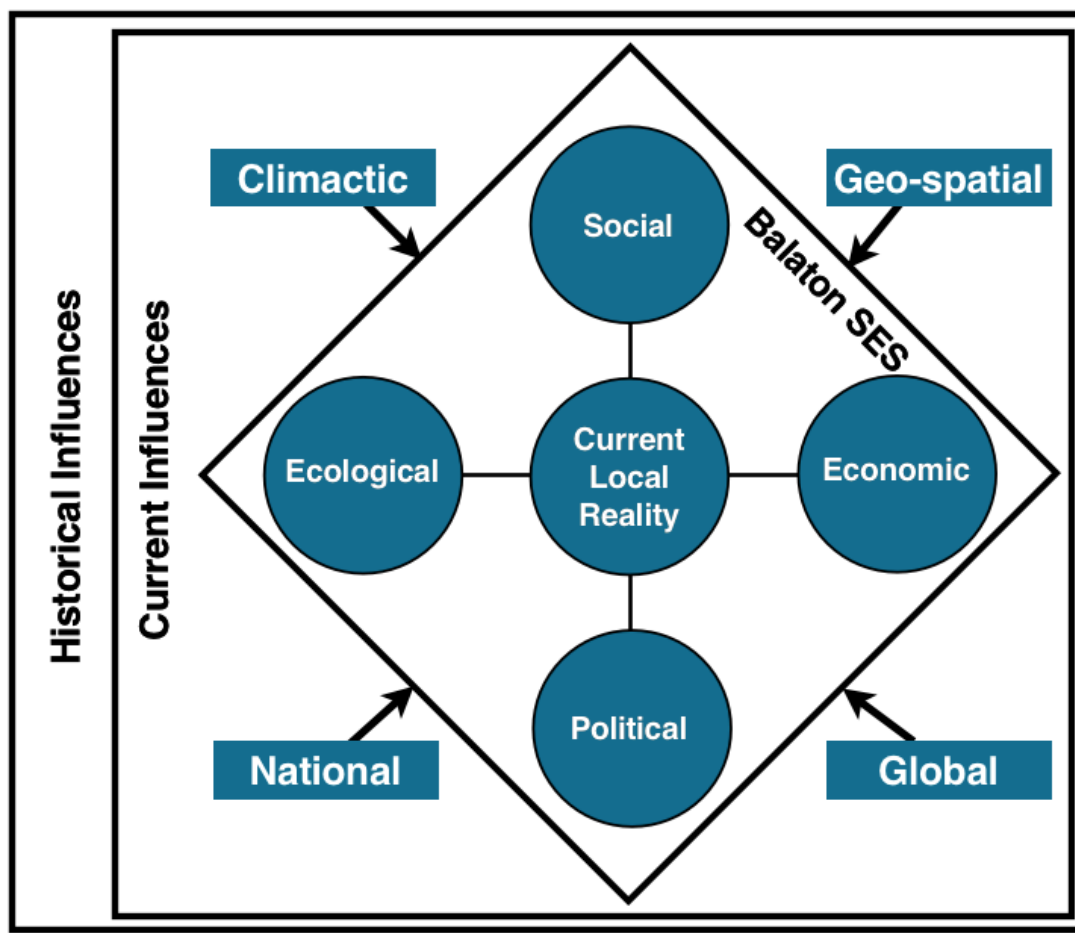 Historical Influences
Current Influences
Climactic
Geo-spatial
Balaton SES
Social
Ecological
Current
Local
Reality
Economic
Political
National
Global